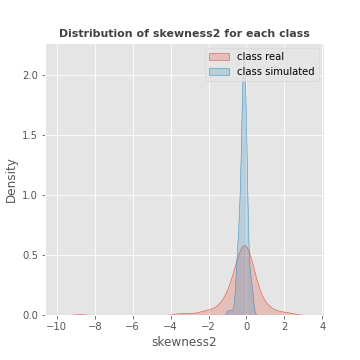 Distribution of skewness2 for each class
class real
class simulated
2.0
1.5
1.0
0.5
0.0
Density
−10 −8 −6 −4 −2 0 2 4
skewness2